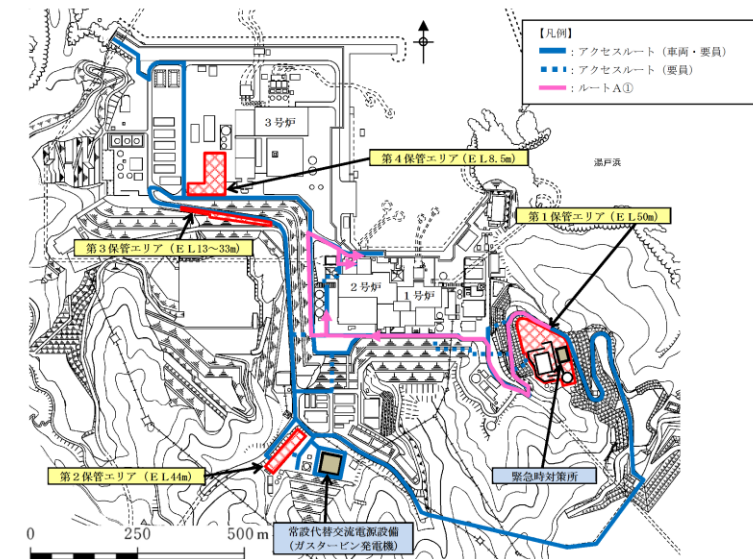 【凡例】
：アクセスルート（車両・要員）
：アクセスルート（要員）
：ルートA①
3号炉
湯戸浜
第4保管エリア（EL8.5m）
第1保管エリア（EL50m）
第3保管エリア（EL13～33m）
2号炉
1号炉
第2保管エリア（EL44m）
緊急時対策所
常設代替交流電源設備
（ガスタービン発電機）
0 250 500 m